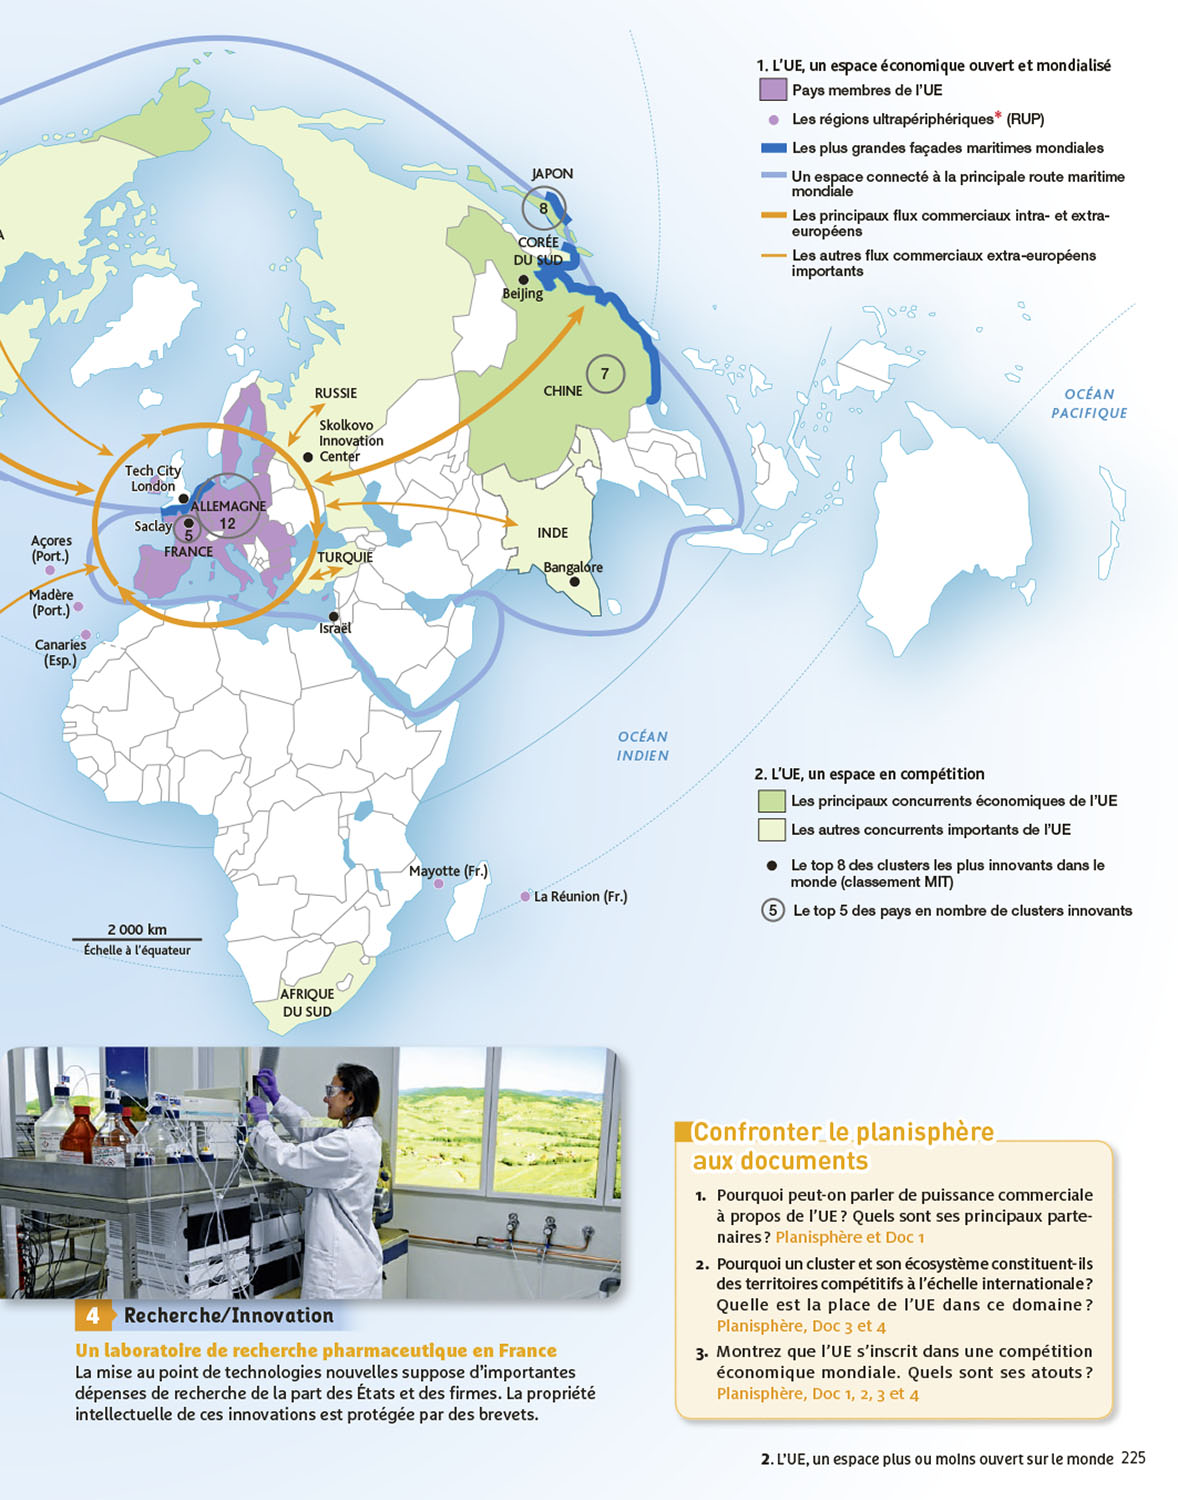 1. L'UE, un espace économique ouvert et mondialisé
Pays membres de l'UE
Les régions ultrapériphériques* (RUP)
Les plus grandes façades maritimes mondiales
Un espace connecté à la principale route maritime
mondiale
Les principaux flux commerciaux intra- et extra-
européens
Les autres flux commerciaux extra-européens
importants
JAPON
8
CORÉE
DU SUD
Beijing
A
7
CHINE
OCÉAN
PACIFIQUE
RUSSIE
Skolkovo
Innovation
Center
Tech City
London
ALLEMAGNE
12
Saclay
5
FRANCE
INDE
Bangalore
TURQUIE
Israël
Açores
(Port.)
Madère
(Port.)
Canaries
(Esp.)
OCÉAN
INDIEN
2. L'UE, un espace en compétition
Les principaux concurrents économiques de l'UE
Les autres concurrents importants de l'UE
Le top 8 des clusters les plus innovants dans le
monde (classement MIT)
5 Le top 5 des pays en nombre de clusters innovants
Mayotte (Fr.)
La Réunion (Fr.)
2 000 km
Échelle à l'équateur
AFRIQUE
DU SUD
4 Recherche/Innovation
Un laboratoire de recherche pharmaceutique en France
La mise au point de technologies nouvelles suppose d'importantes
dépenses de recherche de la part des États et des firmes. La propriété
intellectuelle de ces innovations est protégée par des brevets.
Confronter le planisphère
aux documents
1. Pourquoi peut-on parler de puissance commerciale
à propos de l'UE ? Quels sont ses principaux parte-
naires ? Planisphère et Doc 1
2. Pourquoi un cluster et son écosystème constituent-ils
des territoires compétitifs à l'échelle internationale ?
Quelle est la place de l'UE dans ce domaine ?
Planisphère, Doc 3 et 4
3. Montrez que l'UE s'inscrit dans une compétition
économique mondiale. Quels sont ses atouts ?
Planisphère, Doc 1, 2, 3 et 4
2. L'UE, un espace plus ou moins ouvert sur le monde 225